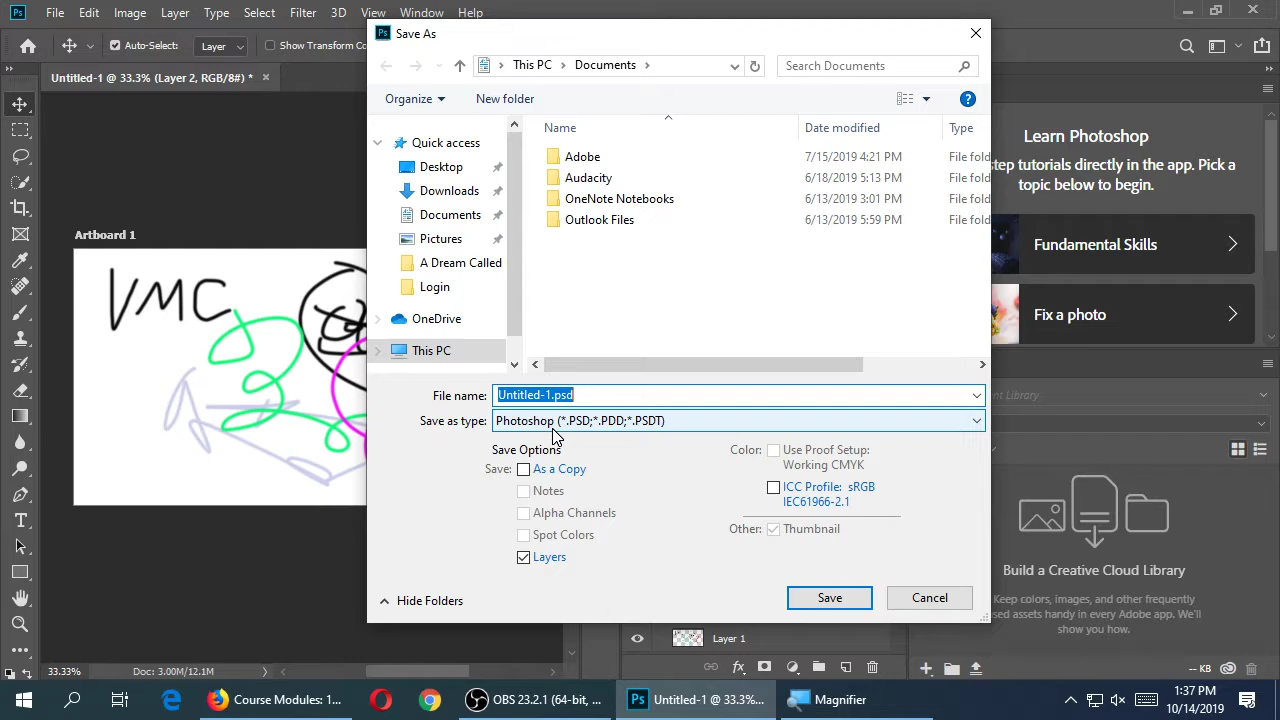 Ps File Edit Image Layer Type Select Filter 3D View Window Help
Auto-Select: Layer Show Transform Co
Untitled-1 @ 33.3% (Layer 2, RGB/8#) *
Artboard 1
VMC
33.33% Doc: 3.00M/12.1M
Ps Save As
This PC Documents
Search Documents
Organize New folder
Name Date modified Type
Quick access
Desktop
Downloads
Documents
Pictures
A Dream Called
Login
OneDrive
This PC
Adobe 7/15/2019 4:21 PM File fold
Audacity 6/18/2019 5:13 PM File fold
OneNote Notebooks 6/13/2019 3:01 PM File fold
Outlook Files 6/13/2019 5:59 PM File fold
File name: Untitled-1.psd
Save as type: Photoshop (*.PSD;*.PDD;*.PSDT)
Save Options
Save: As a Copy
Notes
Alpha Channels
Spot Colors
Layers
Color: Use Proof Setup:
Working CMYK
ICC Profile: sRGB
IEC61966-2.1
Other: Thumbnail
Hide Folders
Save Cancel
Learn Photoshop
step tutorials directly in the app. Pick a
topic below to begin.
Fundamental Skills
Fix a photo
nt Library
Build a Creative Cloud Library
Keep colors, images, and other frequently
sed assets handy in every Adobe app. We'll
show you how.
Layer 1
fx
-- KB
Course Modules: 1...
OBS 23.2.1 (64-bit, ...
Ps Untitled-1 @ 33.3%...
Magnifier
1:37 PM
10/14/2019